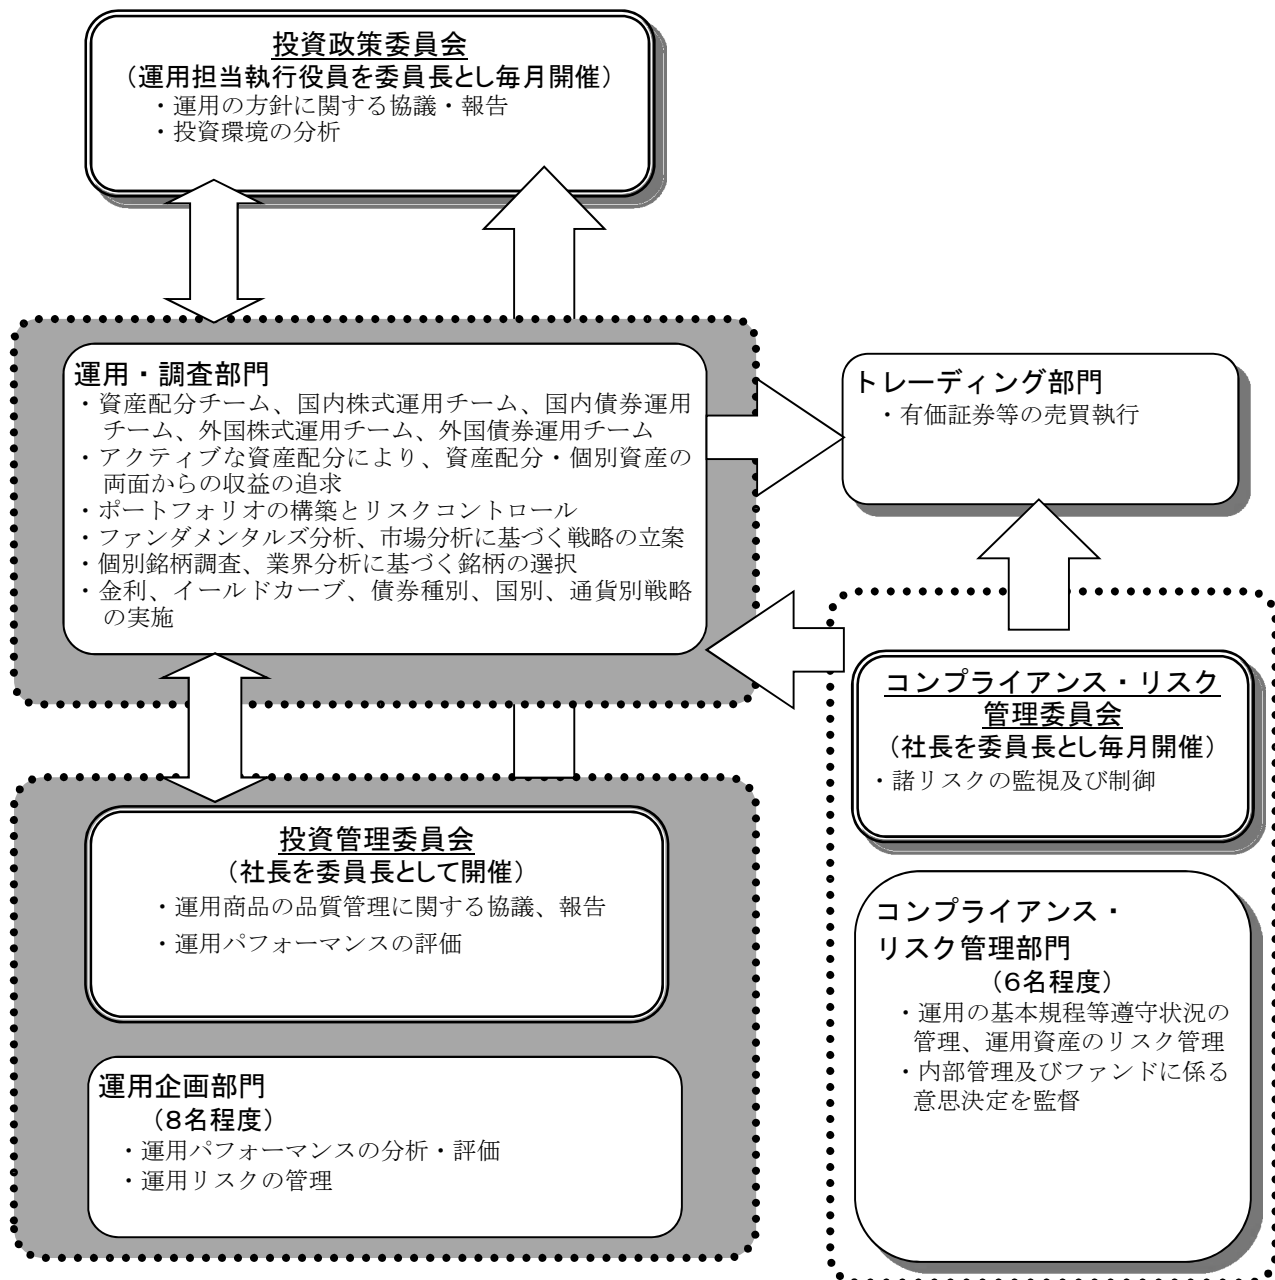 投資政策委員会
（運用担当執行役員を委員長とし毎月開催）
・運用の方針に関する協議・報告
・投資環境の分析
運用・調査部門
・資産配分チーム、国内株式運用チーム、国内債券運用
チーム、外国株式運用チーム、外国債券運用チーム
・アクティブな資産配分により、資産配分・個別資産の
両面からの収益の追求
・ポートフォリオの構築とリスクコントロール
・ファンダメンタルズ分析、市場分析に基づく戦略の立案
・個別銘柄調査、業界分析に基づく銘柄の選択
・金利、イールドカーブ、債券種別、国別、通貨別戦略
の実施
トレーディング部門
・有価証券等の売買執行
コンプライアンス・リスク
管理委員会
（社長を委員長とし毎月開催）
・諸リスクの監視及び制御
投資管理委員会
（社長を委員長として開催）
・運用商品の品質管理に関する協議、報告
・運用パフォーマンスの評価
コンプライアンス・
リスク管理部門
（6名程度）
・運用の基本規程等遵守状況の
管理、運用資産のリスク管理
・内部管理及びファンドに係る
意思決定を監督
運用企画部門
（8名程度）
・運用パフォーマンスの分析・評価
・運用リスクの管理